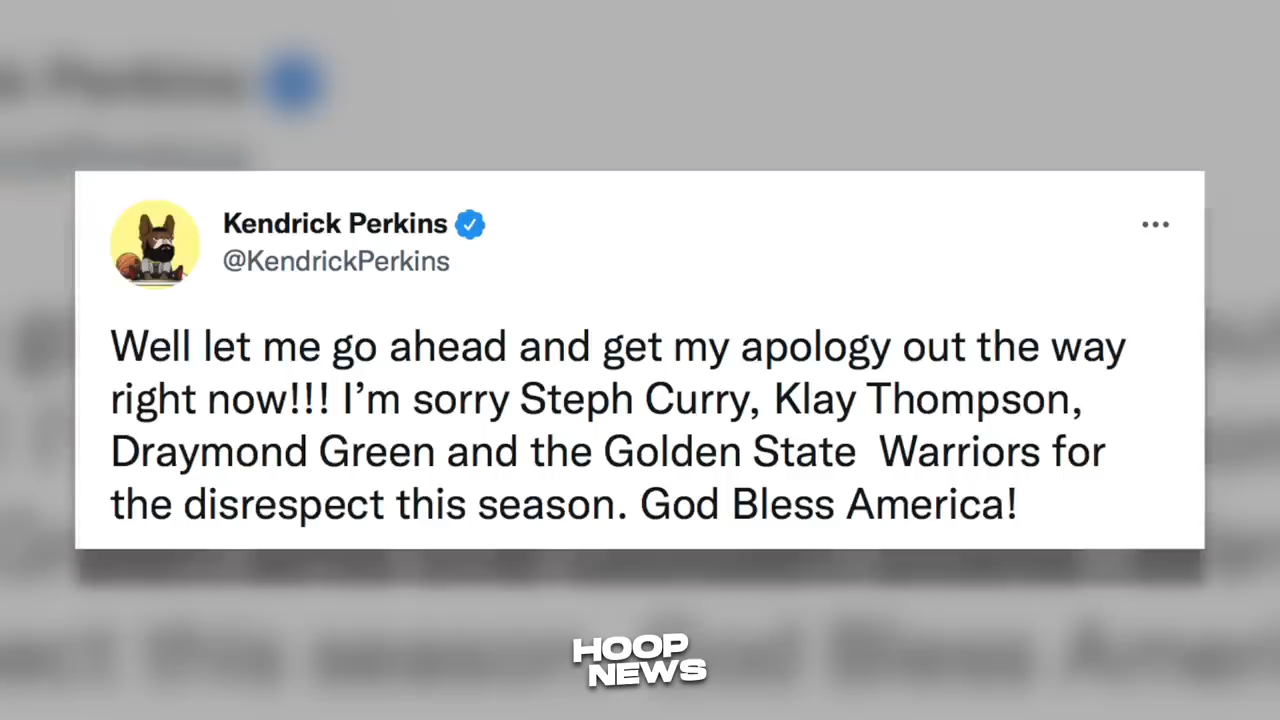 Kendrick Perkins
@KendrickPerkins
Well let me go ahead and get my apology out the way
right now!!! I’m sorry Steph Curry, Klay Thompson,
Draymond Green and the Golden State  Warriors for
the disrespect this season. God Bless America!
HOOP
NEWS